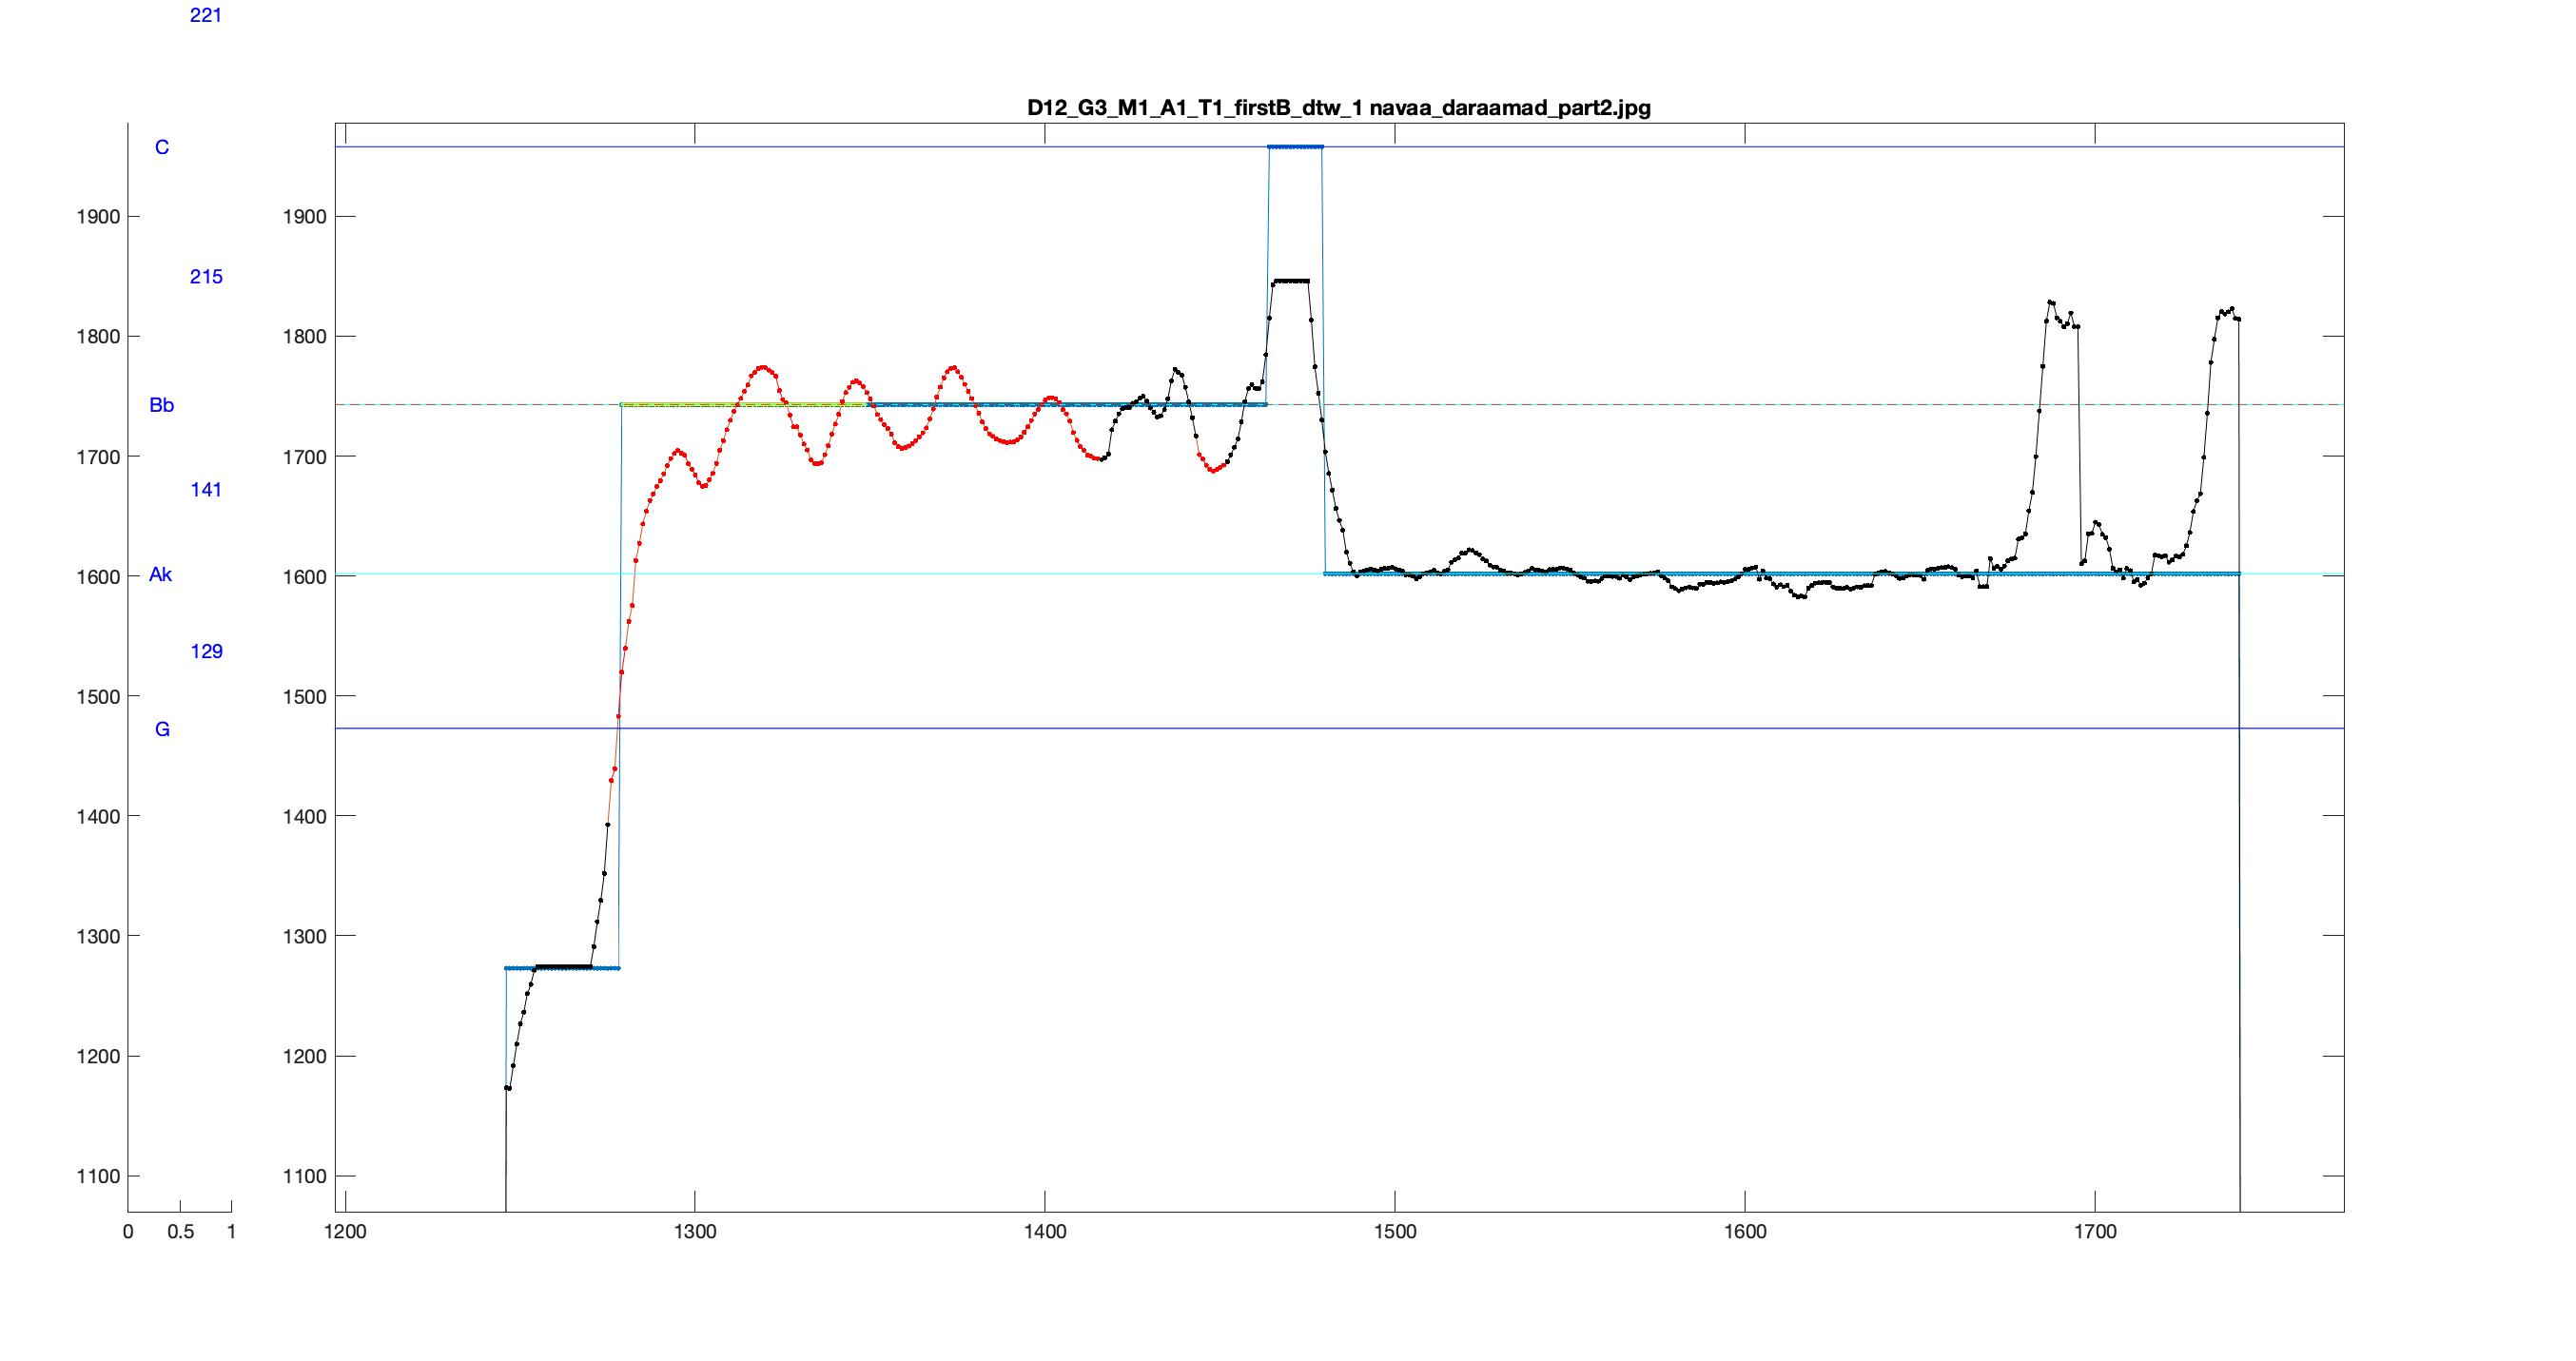 221
D12_G3_M1_A1_T1_firstB_dtw_1 navaa_daraamad_part2.jpg
C
1900 1900
215
1800 1800
Bb
1700 1700
141
1600 Ak 1600
129
1500 1500
G
1400 1400
1300 1300
1200 1200
1100 1100
0 0.5 1 1200 1300 1400 1500 1600 1700